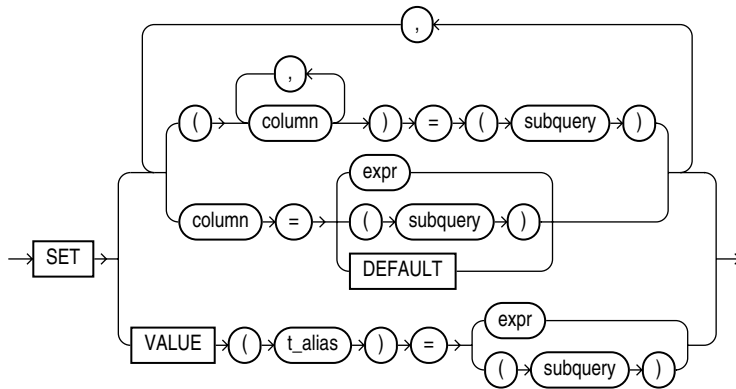 ,
,
( column ) = ( subquery )
expr
column = ( subquery )
DEFAULT
SET
VALUE ( t_alias ) =
expr
( subquery )